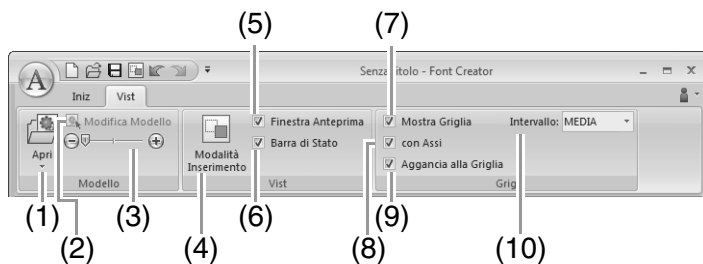 (5) (7)
A
Senza titolo - Font Creator
Iniz Vist
Apri
Modifica Modello
Modello
Modalità
Inserimento
Finestra Anteprima
Barra di Stato
Vist
Mostra Griglia
con Assi
Aggancia alla Griglia
Intervallo: MEDIA
Grig
(1) (2) (3) (4) (6) (8) (9) (10)